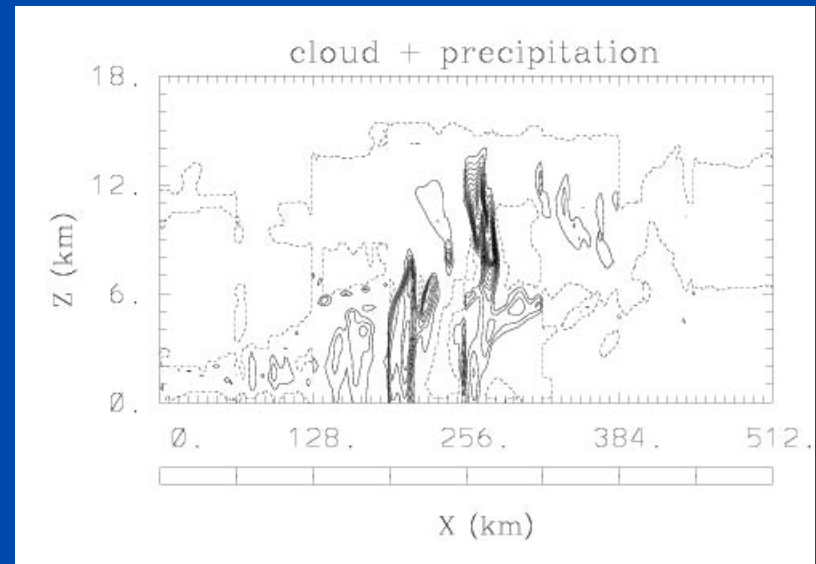 cloud + precipitation
18.
12.
6.
0.
Z (km)
0. 128. 256. 384. 512.
X (km)